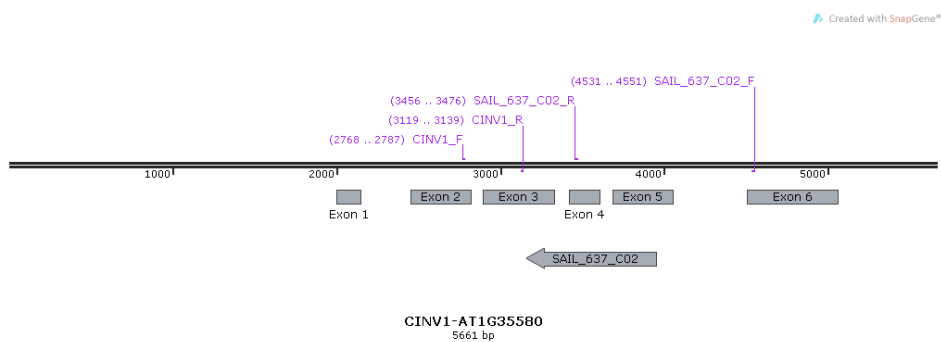 Created with SnapGene®
(4531 .. 4551) SAIL_637_C02_F
(3456 .. 3476) SAIL_637_C02_R
(3119 .. 3139) CINV1_R
(2768 .. 2787) CINV1_F
1000 2000 3000 4000 5000
Exon 2 Exon 3 Exon 5 Exon 6
Exon 1 Exon 4
SAIL_637_C02
CINV1-AT1G35580
5661 bp